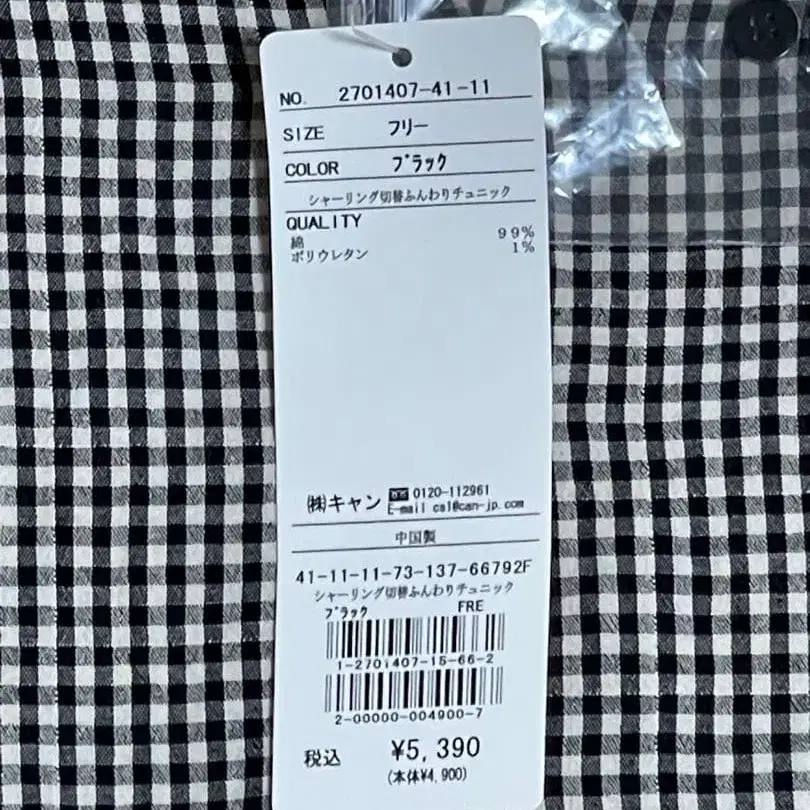 NO. 2701407-41-11
SIZE フリー
COLOR ブラック
シャーリング切替ふんわりチュニック
QUALITY
綿 99%
ポリウレタン 1%
㈱キャン 0120-112961
E-mail cal@can-jp.com
中国製
41-11-11-73-137-66792F
シャーリング切替ふんわりチュニック
ブラック FRE
1-2701407-15-66-2
2-00000-004900-7
税込 ¥5,390
(本体¥4,900)